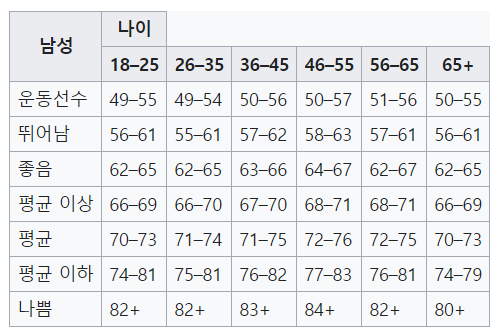 남성 나이
18–25 26–35 36–45 46–55 56–65 65+
운동선수 49–55 49–54 50–56 50–57 51–56 50–55
뛰어남 56–61 55–61 57–62 58–63 57–61 56–61
좋음 62–65 62–65 63–66 64–67 62–67 62–65
평균 이상 66–69 66–70 67–70 68–71 68–71 66–69
평균 70–73 71–74 71–75 72–76 72–75 70–73
평균 이하 74–81 75–81 76–82 77–83 76–81 74–79
나쁨 82+ 82+ 83+ 84+ 82+ 80+